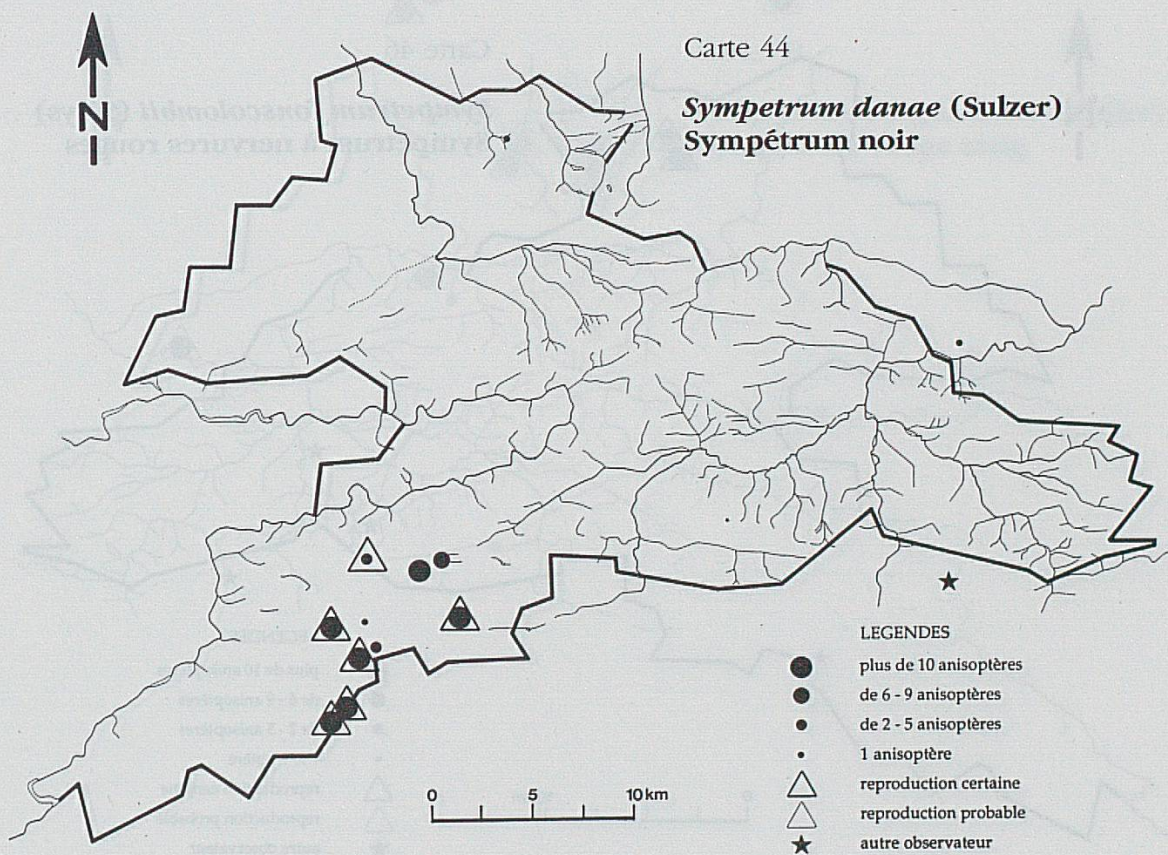 N
Carte 44
Sympetrum danae (Sulzer)
Sympétrum noir
LEGENDES
plus de 10 anisoptères
de 6 - 9 anisoptères
de 2 - 5 anisoptères
1 anisoptère
reproduction certaine
reproduction probable
autre observateur
0 5 10 km